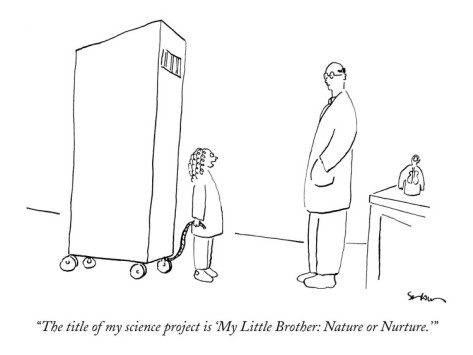 “The title of my science project is ‘My Little Brother: Nature or Nurture.’”